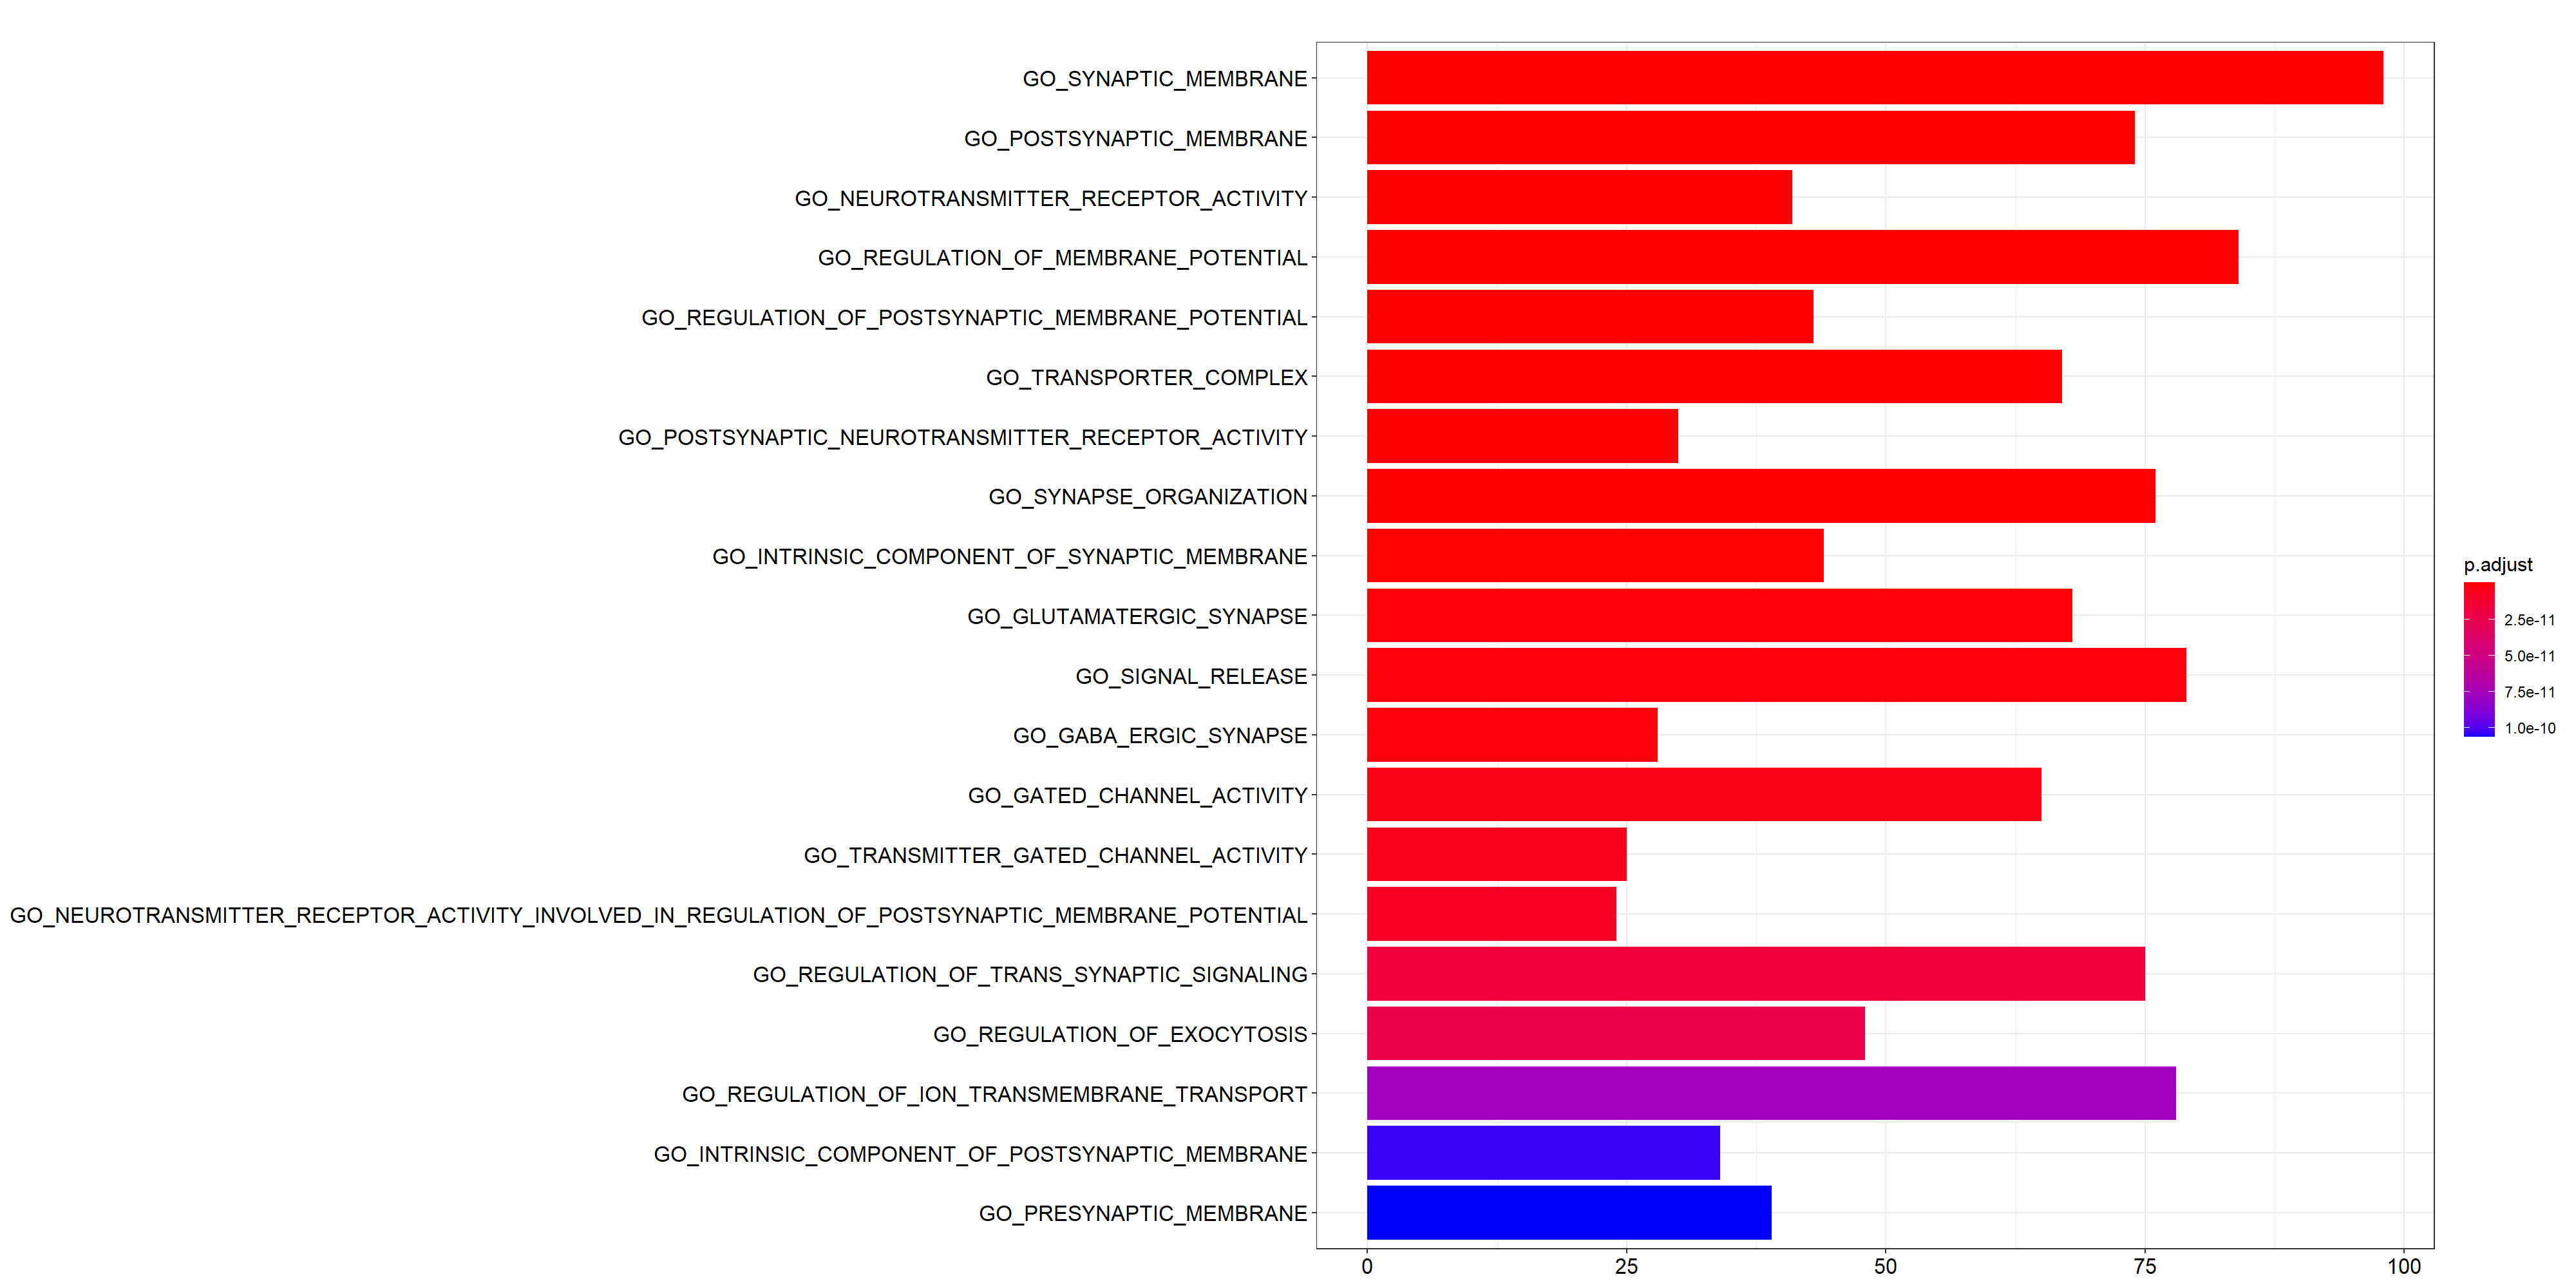 GO_SYNAPTIC_MEMBRANE
GO_POSTSYNAPTIC_MEMBRANE
GO_NEUROTRANSMITTER_RECEPTOR_ACTIVITY
GO_REGULATION_OF_MEMBRANE_POTENTIAL
GO_REGULATION_OF_POSTSYNAPTIC_MEMBRANE_POTENTIAL
GO_TRANSPORTER_COMPLEX
GO_POSTSYNAPTIC_NEUROTRANSMITTER_RECEPTOR_ACTIVITY
GO_SYNAPSE_ORGANIZATION
GO_INTRINSIC_COMPONENT_OF_SYNAPTIC_MEMBRANE
GO_GLUTAMATERGIC_SYNAPSE
GO_SIGNAL_RELEASE
GO_GABA_ERGIC_SYNAPSE
GO_GATED_CHANNEL_ACTIVITY
GO_TRANSMITTER_GATED_CHANNEL_ACTIVITY
GO_NEUROTRANSMITTER_RECEPTOR_ACTIVITY_INVOLVED_IN_REGULATION_OF_POSTSYNAPTIC_MEMBRANE_POTENTIAL
GO_REGULATION_OF_TRANS_SYNAPTIC_SIGNALING
GO_REGULATION_OF_EXOCYTOSIS
GO_REGULATION_OF_ION_TRANSMEMBRANE_TRANSPORT
GO_INTRINSIC_COMPONENT_OF_POSTSYNAPTIC_MEMBRANE
GO_PRESYNAPTIC_MEMBRANE
0 25 50 75 100
p.adjust
2.5e-11
5.0e-11
7.5e-11
1.0e-10